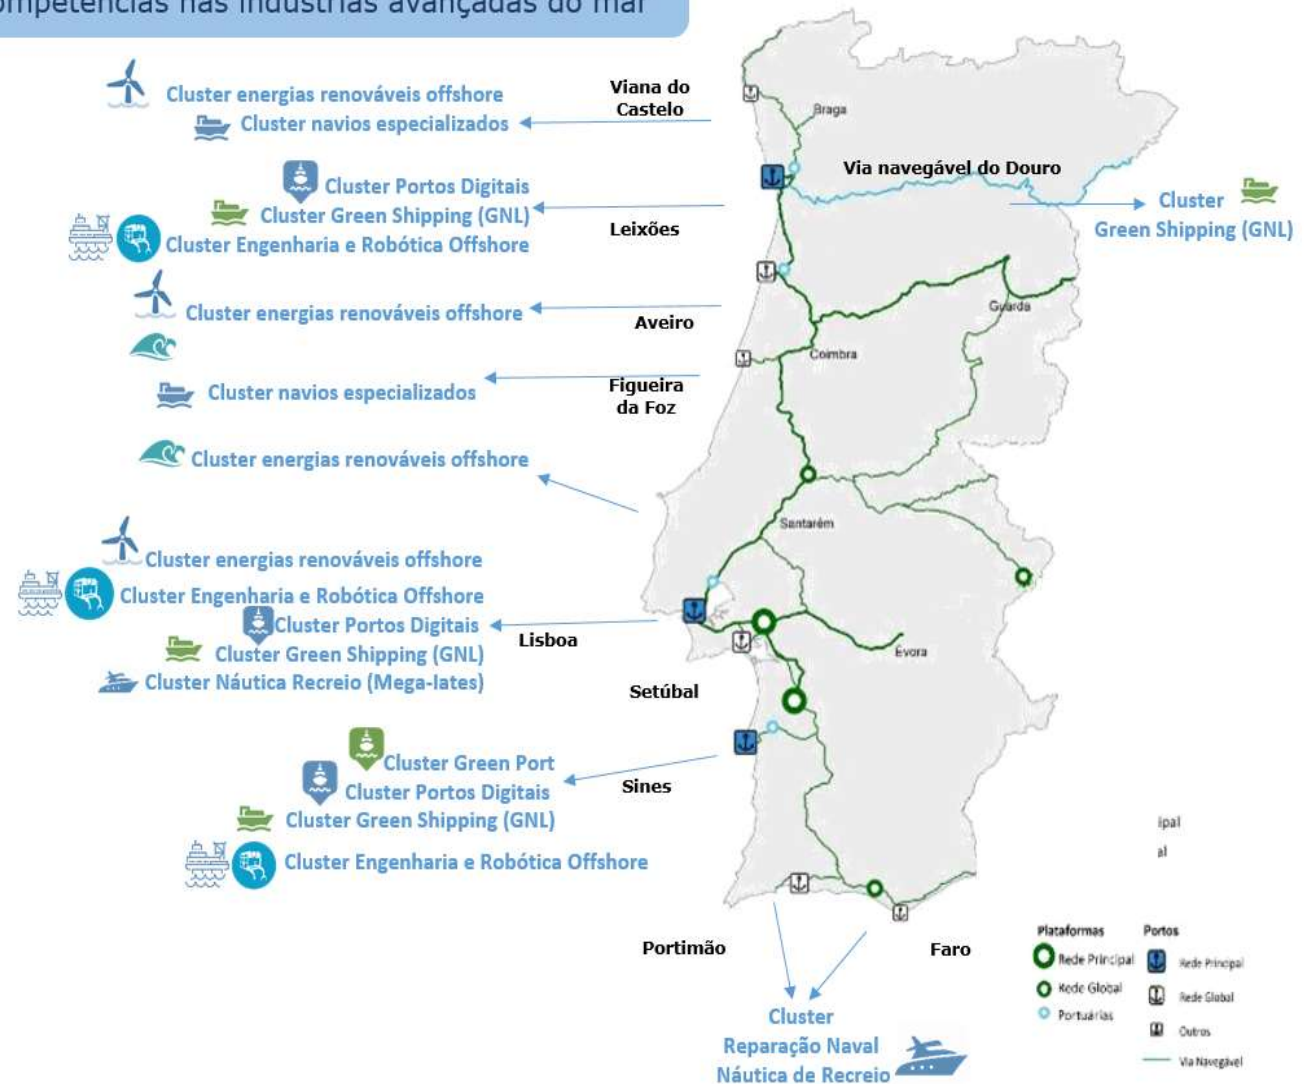 ompetências nas indústrias avançadas do mar
Cluster energias renováveis offshore
Cluster navios especializados
Viana do
Castelo
Braga
Via navegável do Douro
Cluster
Green Shipping (GNL)
Cluster Portos Digitais
Cluster Green Shipping (GNL)
Cluster Engenharia e Robótica Offshore
Leixões
Cluster energias renováveis offshore
Aveiro
Guarda
Coimbra
Cluster navios especializados
Figueira
da Foz
Cluster energias renováveis offshore
Santarém
Cluster energias renováveis offshore
Cluster Engenharia e Robótica Offshore
Cluster Portos Digitais
Cluster Green Shipping (GNL)
Cluster Náutica Recreio (Mega-Iates)
Lisboa
Évora
Setúbal
Cluster Green Port
Cluster Portos Digitais
Cluster Green Shipping (GNL)
Cluster Engenharia e Robótica Offshore
Sines
ipal
al
Portimão
Faro
Cluster
Reparação Naval
Náutica de Recreio
Plataformas
Rede Principal
Rede Global
Portuárias
Portos
Rede Principal
Rede Global
Outros
Via Navegável